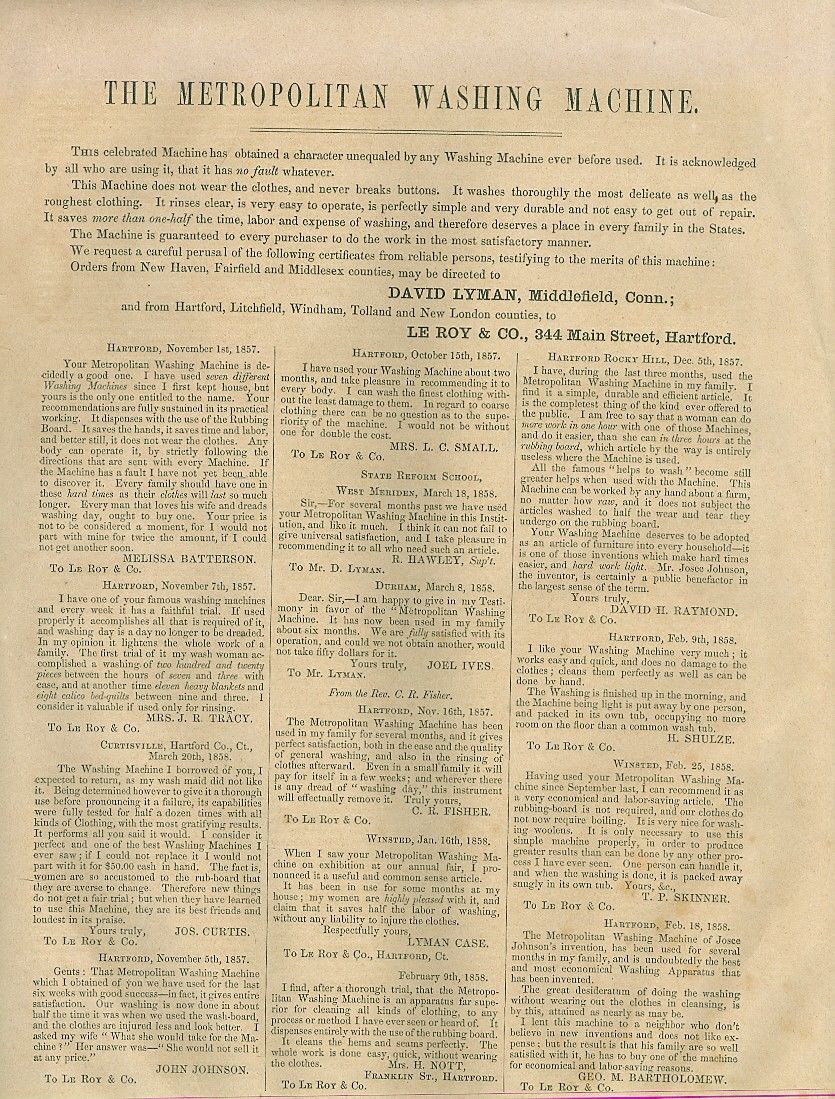 THE METROPOLITAN WASHING MACHINE.
THIS celebrated Machine has obtained a character unequaled by any Washing Machine ever before used. It is acknowledged
by all who are using it, that it has no fault whatever.
This Machine does not wear the clothes, and never breaks buttons. It washes thoroughly the most delicate as well, as the
roughest clothing. It rinses clear, is very easy to operate, is perfectly simple and very durable and not easy to get out of repair.
It saves more than one-half the time, labor and expense of washing, and therefore deserves a place in every family in the States.
The Machine is guaranteed to every purchaser to do the work in the most satisfactory manner.
We request a careful perusal of the following certificates from reliable persons, testifying to the merits of this machine:
Orders from New Haven, Fairfield and Middlesex counties, may be directed to
DAVID LYMAN, Middlefield, Conn.;
and from Hartford, Litchfield, Windham, Tolland and New London counties, to
LE ROY & CO., 344 Main Street, Hartford.
HARTFORD, November 1st, 1857.
Your Metropolitan Washing Machine is de-
cidedly a good one. I have used seven different
Washing Machines since I first kept house, but
yours is the only one entitled to the name. Your
recommendations are fully sustained in its practical
working. It dispenses with the use of the Rubbing
Board. It saves the hands, it saves time and labor,
and better still, it does not wear the clothes. Any
body can operate it, by strictly following the
directions that are sent with every Machine. If
the Machine has a fault I have not yet been able
to discover it. Every family should have one in
these hard times as their clothes will last so much
longer. Every man that loves his wife and dreads
washing day, ought to buy one. Your price is
not to be considered a moment, for I would not
part with mine for twice the amount, if I could
not get another soon.
MELISSA BATTERSON.
To LE ROY & Co.
HARTFORD, November 7th, 1857.
I have one of your famous washing machines
and every week it has a faithful trial. If used
properly it accomplishes all that is required of it,
and washing day is a day no longer to be dreaded.
In my opinion it lightens the whole work of a
family. The first trial of it my wash woman ac-
complished a washing of two hundred and twenty
pieces between the hours of seven and three with
ease, and at another time eleven heavy blankets and
eight calico bed-quilts between nine and three. I
consider it valuable if used only for rinsing.
MRS. J. R. TRACY.
To LE ROY & Co.
CURTISVILLE, Hartford Co., Ct.,
March 20th, 1858.
The Washing Machine I borrowed of you, I
expected to return, as my wash maid did not like
it. Being determined however to give it a thorough
use before pronouncing it a failure, its capabilities
were fully tested for half a dozen times with all
kinds of Clothing, with the most gratifying results.
It performs all you said it would. I consider it
perfect and one of the best Washing Machines I
ever saw; if I could not replace it I would not
part with it for $50.00 cash in hand. The fact is,
women are so accustomed to the rub-board that
they are averse to change. Therefore new things
do not get a fair trial; but when they have learned
to use this Machine, they are its best friends and
loudest in its praise.
Yours truly, JOS. CURTIS.
To LE ROY & Co.
HARTFORD, November 5th, 1857.
Gents: That Metropolitan Washing Machine
which I obtained of you we have used for the last
six weeks with good success—in fact, it gives entire
satisfaction. Our washing is now done in about
half the time it was when we used the wash-board,
and the clothes are injured less and look better. I
asked my wife "What she would take for the Ma-
chine?" Her answer was—"She would not sell it
at any price."
JOHN JOHNSON.
To LE ROY & Co.
HARTFORD, October 15th, 1857.
I have used your Washing Machine about two
months, and take pleasure in recommending it to
every body. I can wash the finest clothing with-
out the least damage to them. In regard to coarse
clothing there can be no question as to the supe-
riority of the machine. I would not be without
one for double the cost.
MRS. L. C. SMALL.
To LE ROY & Co.
STATE REFORM SCHOOL,
WEST MERIDEN, March 18, 1858.
Sir,—For several months past we have used
your Metropolitan Washing Machine in this Instit-
ution, and like it much. I think it can not fail to
give universal satisfaction, and I take pleasure in
recommending it to all who need such an article.
R. HAWLEY, Sup't.
To Mr. D. LYMAN.
DURHAM, March 8, 1858.
Dear. Sir,—I am happy to give in my Testi-
mony in favor of the "Metropolitan Washing
Machine. It has now been used in my family
about six months. We are fully satisfied with its
operation, and could we not obtain another, would
not take fifty dollars for it.
Yours truly, JOEL IVES.
To Mr. LYMAN.
From the Rev. C. R. Fisher.
HARTFORD, Nov. 16th, 1857.
The Metropolitan Washing Machine has been
used in my family for several months, and it gives
perfect satisfaction, both in the ease and the quality
of general washing, and also in the rinsing of
clothes afterward. Even in a small family it will
pay for itself in a few weeks; and wherever there
is any dread of "washing day," this instrument
will effectually remove it. Truly yours,
C. R. FISHER.
To LE ROY & Co.
WINSTED, Jan. 16th, 1858.
When I saw your Metropolitan Washing Ma-
chine on exhibition at our annual fair, I pro-
nounced it a useful and common sense article.
It has been in use for some months at my
house; my women are highly pleased with it, and
claim that it saves half the labor of washing,
without any liability to injure the clothes.
Respectfully yours,
LYMAN CASE.
To LE ROY & Co., HARTFORD, Ct.
February 9th, 1858.
I find, after a thorough trial, that the Metropo-
litan Washing Machine is an apparatus far supe-
rior for cleaning all kinds of clothing, to any
process or method I have ever seen or heard of. It
dispenses entirely with the use of the rubbing board.
It cleans the hems and seams perfectly. The
whole work is done easy, quick, without wearing
the clothes. Mrs. H. NOTT,
FRANKLIN ST., HARTFORD.
To LE ROY & Co.
HARTFORD ROCKY HILL, Dec. 5th, 1857.
I have, during the last three months, used the
Metropolitan Washing Machine in my family. I
find it a simple, durable and efficient article. It
is the completest thing of the kind ever offered to
the public. I am free to say that a woman can do
more work in one hour with one of those Machines,
and do it easier, than she can in three hours at the
rubbing board, which article by the way is entirely
useless where the Machine is used.
All the famous "helps to wash" become still
greater helps when used with the Machine. This
Machine can be worked by any hand about a farm,
no matter how raw, and it does not subject the
articles washed to half the wear and tear they
undergo on the rubbing board.
Your Washing Machine deserves to be adopted
as an article of furniture into every household—it
is one of those inventions which make hard times
easier, and hard work light. Mr. Josee Johnson,
the inventor, is certainly a public benefactor in
the largest sense of the term.
Yours truly,
DAVID H. RAYMOND.
To LE ROY & Co.
HARTFORD, Feb. 9th, 1858.
I like your Washing Machine very much; it
works easy and quick, and does no damage to the
clothes; cleans them perfectly as well as can be
done by hand.
The Washing is finished up in the morning, and
the Machine being light is put away by one person,
and packed in its own tub, occupying no more
room on the floor than a common wash tub.
H. SHULZE.
To LE ROY & Co.
WINSTED, Feb. 25, 1858.
Having used your Metropolitan Washing Ma-
chine since September last, I can recommend it as
a very economical and labor-saving article. The
rubbing-board is not required, and our clothes do
not now require boiling. It is very nice for wash-
ing woolens. It is only necessary to use this
simple machine properly, in order to produce
greater results than can be done by any other pro-
cess I have ever seen. One person can handle it,
and when the washing is done, it is packed away
snugly in its own tub. Yours, &c.,
T. P. SKINNER.
To LE ROY & Co.
HARTFORD, Feb. 18, 1858.
The Metropolitan Washing Machine of Josee
Johnson's invention, has been used for several
months in my family, and is undoubtedly the best
and most economical Washing Apparatus that
has been invented.
The great desideratum of doing the washing
without wearing out the clothes in cleansing, is
by this, attained as nearly as may be.
I lent this machine to a neighbor who don't
believe in new inventions and does not like ex-
pense; but the result is that his family are so well
satisfied with it, he has to buy one of the machine
for economical and labor-saving reasons.
GEO. M. BARTHOLOMEW.
To LE ROY & Co.